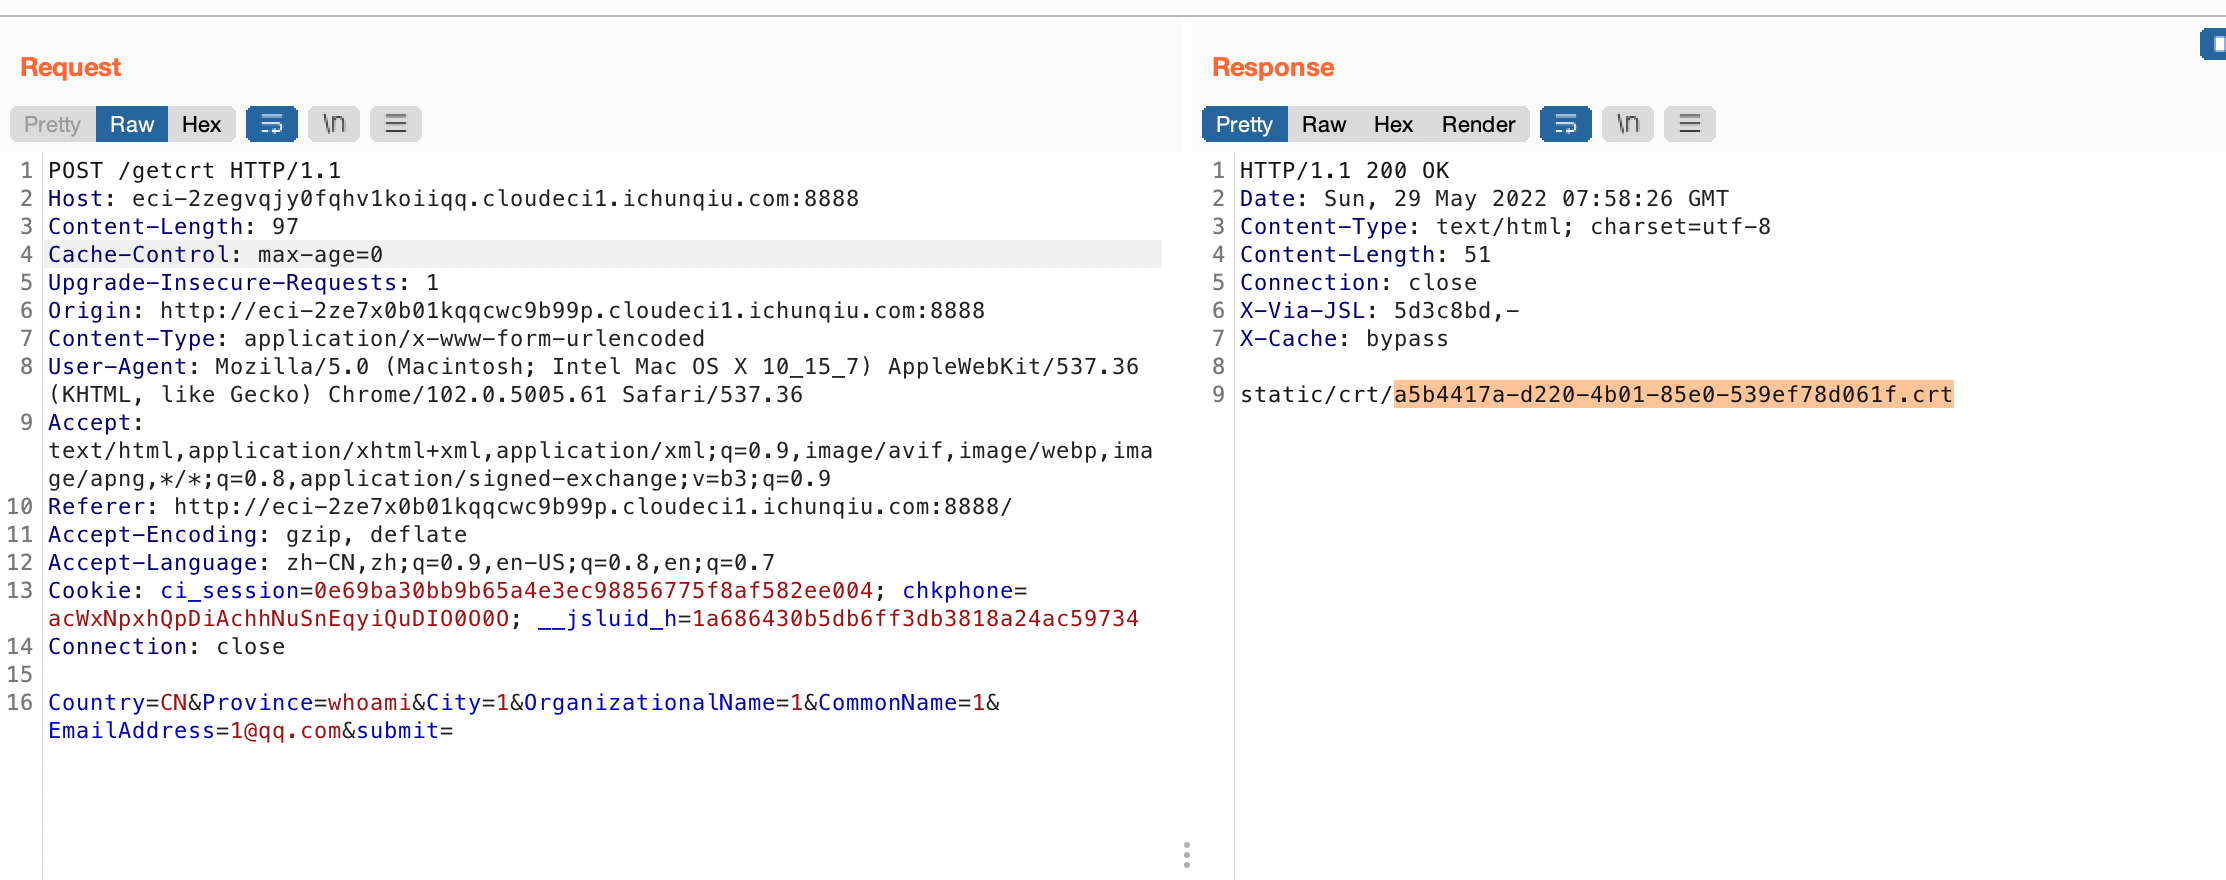 Request
Pretty Raw Hex \n
1 POST /getcrt HTTP/1.1
2 Host: eci-2zegvqjy0fqhv1koiiqq.cloudeci1.ichunqiu.com:8888
3 Content-Length: 97
4 Cache-Control: max-age=0
5 Upgrade-Insecure-Requests: 1
6 Origin: http://eci-2ze7x0b01kqqcwc9b99p.cloudeci1.ichunqiu.com:8888
7 Content-Type: application/x-www-form-urlencoded
8 User-Agent: Mozilla/5.0 (Macintosh; Intel Mac OS X 10_15_7) AppleWebKit/537.36
(KHTML, like Gecko) Chrome/102.0.5005.61 Safari/537.36
9 Accept:
text/html,application/xhtml+xml,application/xml;q=0.9,image/avif,image/webp,ima
ge/apng,*/*;q=0.8,application/signed-exchange;v=b3;q=0.9
10 Referer: http://eci-2ze7x0b01kqqcwc9b99p.cloudeci1.ichunqiu.com:8888/
11 Accept-Encoding: gzip, deflate
12 Accept-Language: zh-CN,zh;q=0.9,en-US;q=0.8,en;q=0.7
13 Cookie: ci_session=0e69ba30bb9b65a4e3ec98856775f8af582ee004; chkphone=
acWxNpxhQpDiAchhNuSnEqyiQuDIO0O0O; __jsluid_h=1a686430b5db6ff3db3818a24ac59734
14 Connection: close
15
16 Country=CN&Province=whoami&City=1&OrganizationalName=1&CommonName=1&
EmailAddress=1@qq.com&submit=
Response
Pretty Raw Hex Render \n
1 HTTP/1.1 200 OK
2 Date: Sun, 29 May 2022 07:58:26 GMT
3 Content-Type: text/html; charset=utf-8
4 Content-Length: 51
5 Connection: close
6 X-Via-JSL: 5d3c8bd,-
7 X-Cache: bypass
8
9 static/crt/a5b4417a-d220-4b01-85e0-539ef78d061f.crt